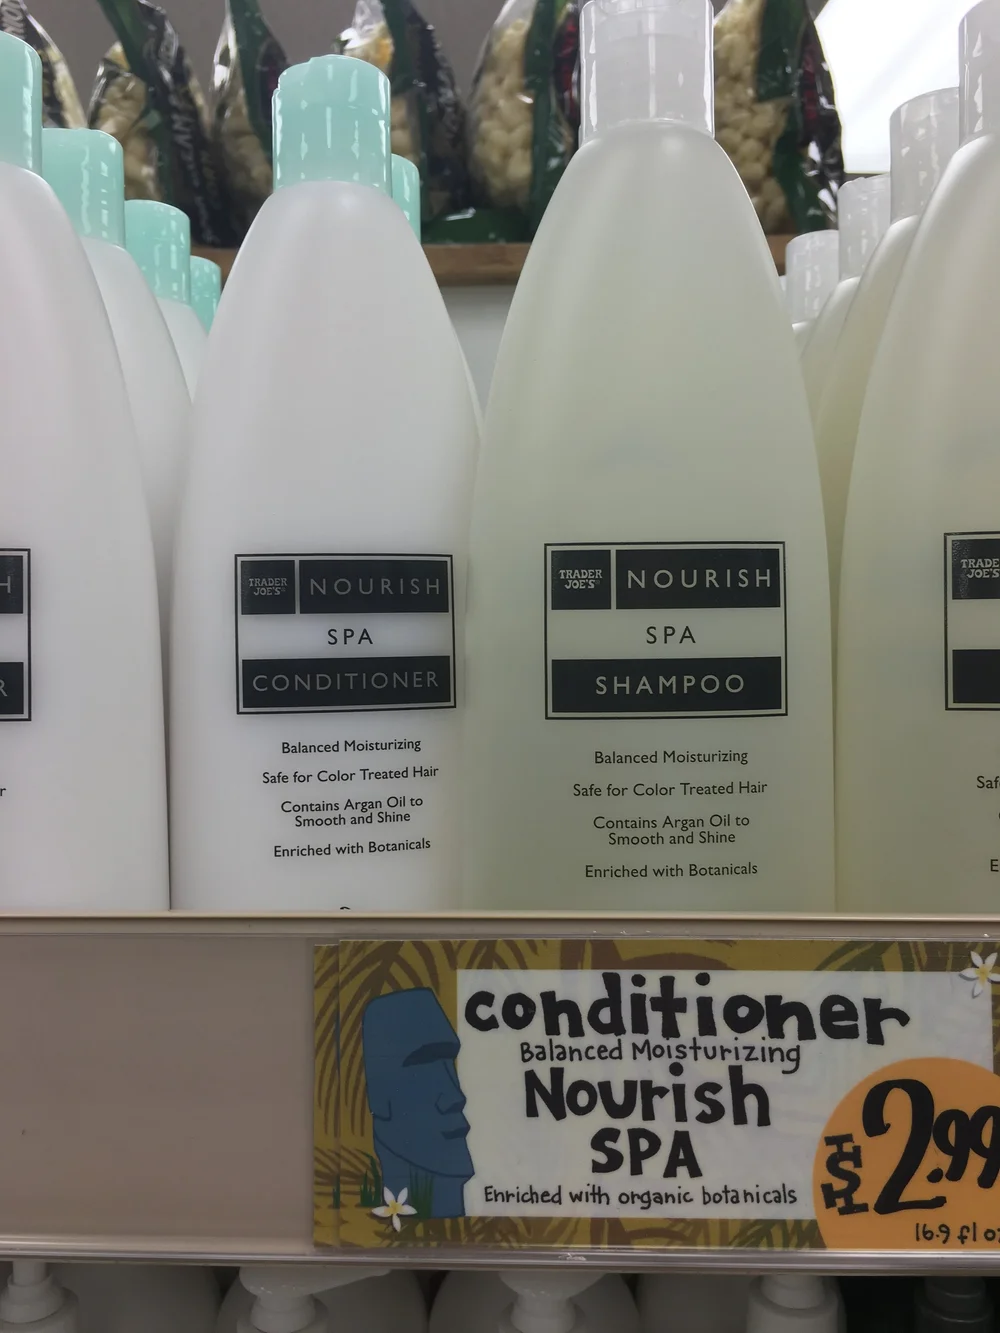 TRADER
JOE'S
NOURISH
SPA
CONDITIONER
Balanced Moisturizing
Safe for Color Treated Hair
Contains Argan Oil to
Smooth and Shine
Enriched with Botanicals
TRADER
JOE'S
NOURISH
SPA
SHAMPOO
Balanced Moisturizing
Safe for Color Treated Hair
Contains Argan Oil to
Smooth and Shine
Enriched with Botanicals
conditioner
Balanced Moisturizing
Nourish
SPA
Enriched with organic botanicals
$2.99
16.9 fl oz